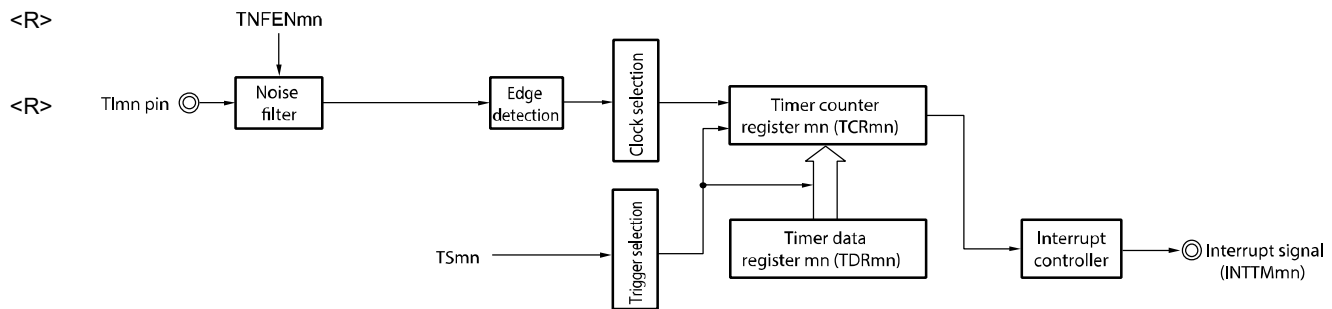 <R>
TNFENmn
<R>
TImn pin
Noise
filter
Edge
detection
Clock selection
Timer counter
register mn (TCRmn)
TSmn
Trigger selection
Timer data
register mn (TDRmn)
Interrupt
controller
Interrupt signal
(INTTMmn)